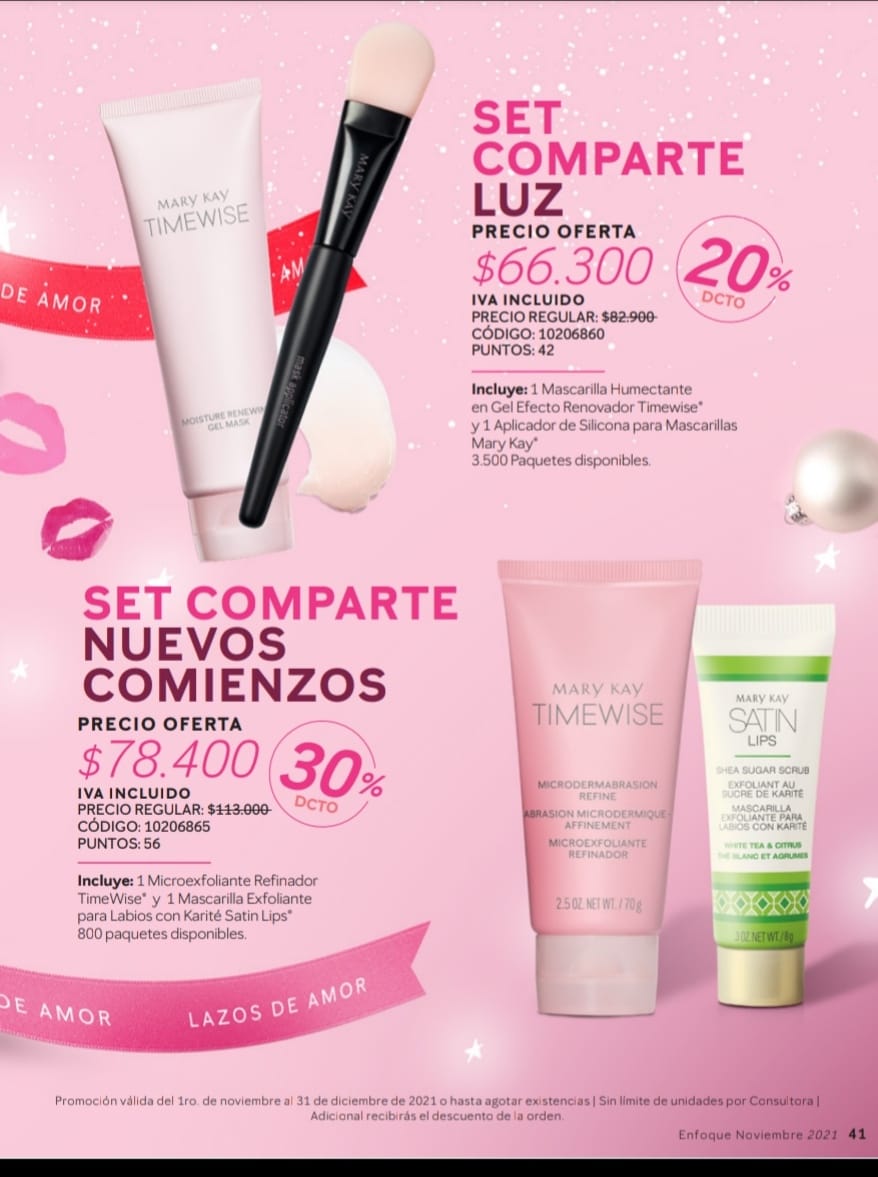 MARY KAY
TIMEWISE
MOISTURE RENEWIN
GEL MASK
MARY KAY
mask applicator
DE AMOR
AM
SET
COMPARTE
LUZ
PRECIO OFERTA
$66.300
20%
DCTO
IVA INCLUIDO
PRECIO REGULAR: $82.900
CÓDIGO: 10206860
PUNTOS: 42
Incluye: 1 Mascarilla Humectante
en Gel Efecto Renovador Timewise®
y 1 Aplicador de Silicona para Mascarillas
Mary Kay®
3.500 Paquetes disponibles.
SET COMPARTE
NUEVOS
COMIENZOS
PRECIO OFERTA
$78.400
30%
DCTO
IVA INCLUIDO
PRECIO REGULAR: $113.000
CÓDIGO: 10206865
PUNTOS: 56
Incluye: 1 Microexfoliante Refinador
TimeWise® y 1 Mascarilla Exfoliante
para Labios con Karité Satin Lips®
800 paquetes disponibles.
MARY KAY
TIMEWISE
MICRODERMABRASION
REFINE
ABRASION MICRODERMIQUE -
AFFINEMENT
MICROEXFOLIANTE
REFINADOR
2.5 OZ. NET WT. / 70 g
MARY KAY
SATIN
LIPS
SHEA SUGAR SCRUB
EXFOLIANT AU
SUCRE DE KARITÉ
MASCARILLA
EXFOLIANTE PARA
LABIOS CON KARITÉ
WHITE TEA & CITRUS
THÉ BLANC ET AGRUMES
.3 OZ. NET WT. / 8 g
DE AMOR
LAZOS DE AMOR
Promoción válida del 1ro. de noviembre al 31 de diciembre de 2021 o hasta agotar existencias | Sin límite de unidades por Consultora |
Adicional recibirás el descuento de la orden.
Enfoque Noviembre 2021 41